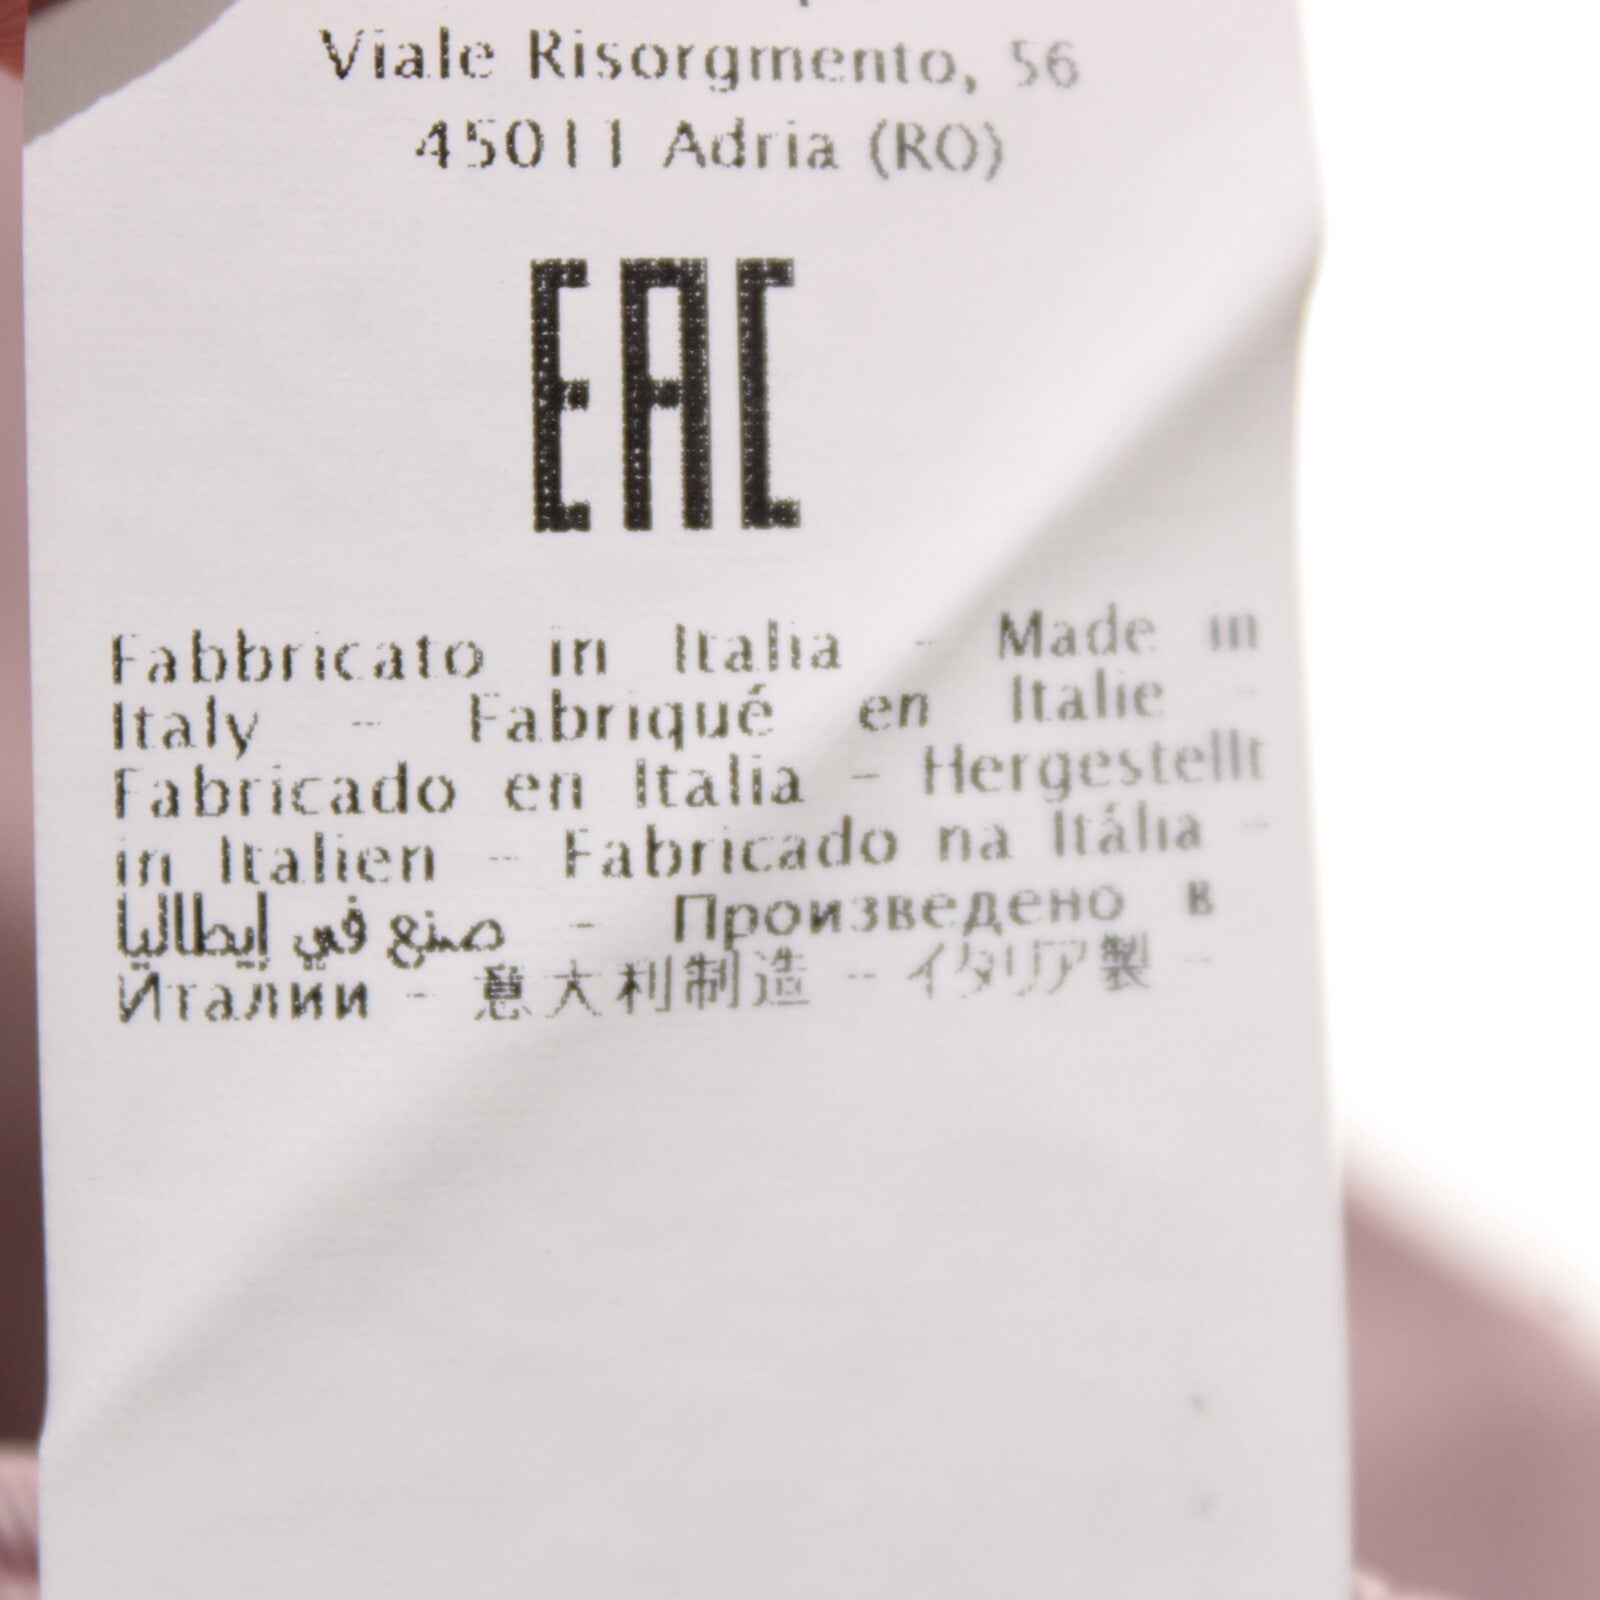 Viale Risorgmento, 56
45011 Adria (RO)
EAC
Fabbricato in Italia - Made in
Italy - Fabriqué en Italie -
Fabricado en Italia - Hergestellt
in Italien - Fabricado na Itália -
صنع في إيطاليا - Произведено в
Италии - 意大利制造 - イタリア製 -